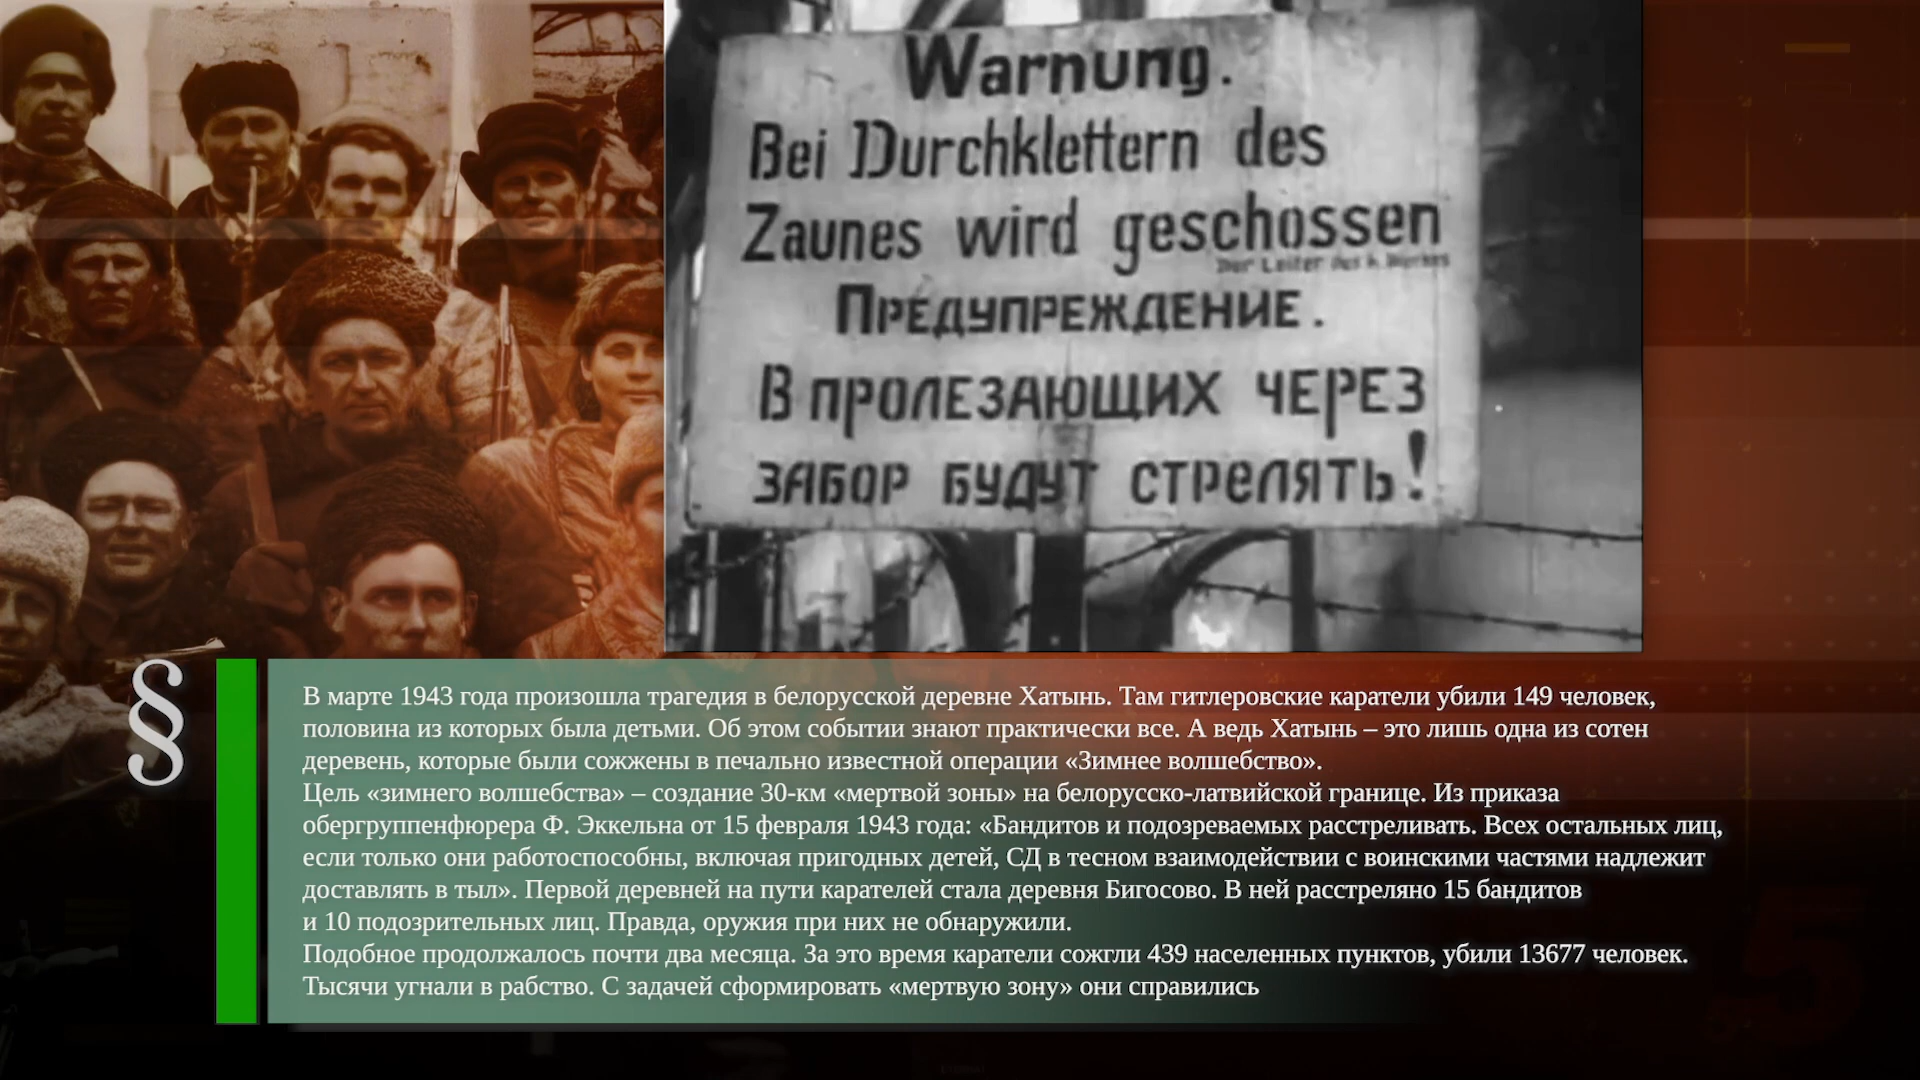 Warnung.
Bei Durchklettern des
Zaunes wird geschossen
Der Leiter des
ПРЕДУПРЕЖДЕНИЕ.
В ПРОЛЕЗАЮЩИХ ЧЕРЕЗ
ЗАБОР БУДУТ СТРЕЛЯТЬ!
§
В марте 1943 года произошла трагедия в белорусской деревне Хатынь. Там гитлеровские каратели убили 149 человек,
половина из которых была детьми. Об этом событии знают практически все. А ведь Хатынь – это лишь одна из сотен
деревень, которые были сожжены в печально известной операции «Зимнее волшебство».
Цель «зимнего волшебства» – создание 30-км «мертвой зоны» на белорусско-латвийской границе. Из приказа
обергруппенфюрера Ф. Эккельна от 15 февраля 1943 года: «Бандитов и подозреваемых расстреливать. Всех остальных лиц,
если только они работоспособны, включая пригодных детей, СД в тесном взаимодействии с воинскими частями надлежит
доставлять в тыл». Первой деревней на пути карателей стала деревня Бигосово. В ней расстреляно 15 бандитов
и 10 подозрительных лиц. Правда, оружия при них не обнаружили.
Подобное продолжалось почти два месяца. За это время каратели сожгли 439 населенных пунктов, убили 13677 человек.
Тысячи угнали в рабство. С задачей сформировать «мертвую зону» они справились